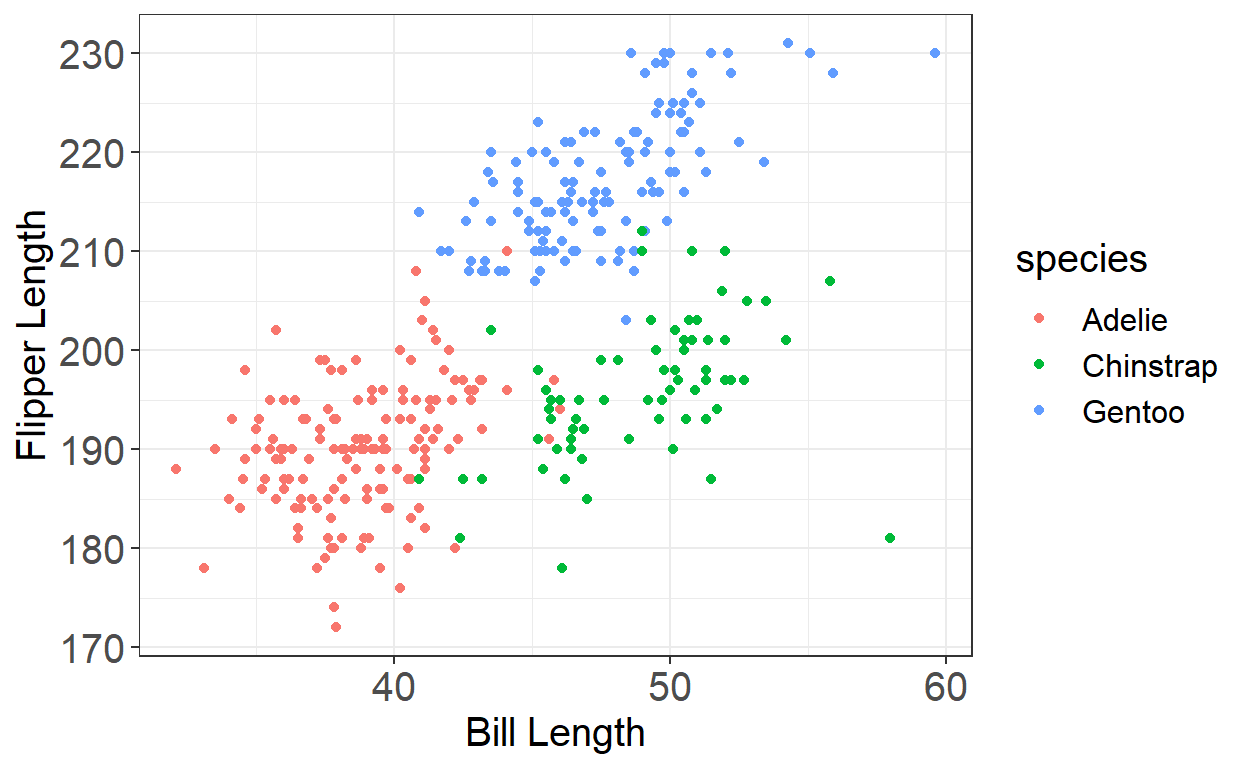 230
220
210
200
190
180
170
Flipper Length
40 50 60
Bill Length
species
Adelie
Chinstrap
Gentoo